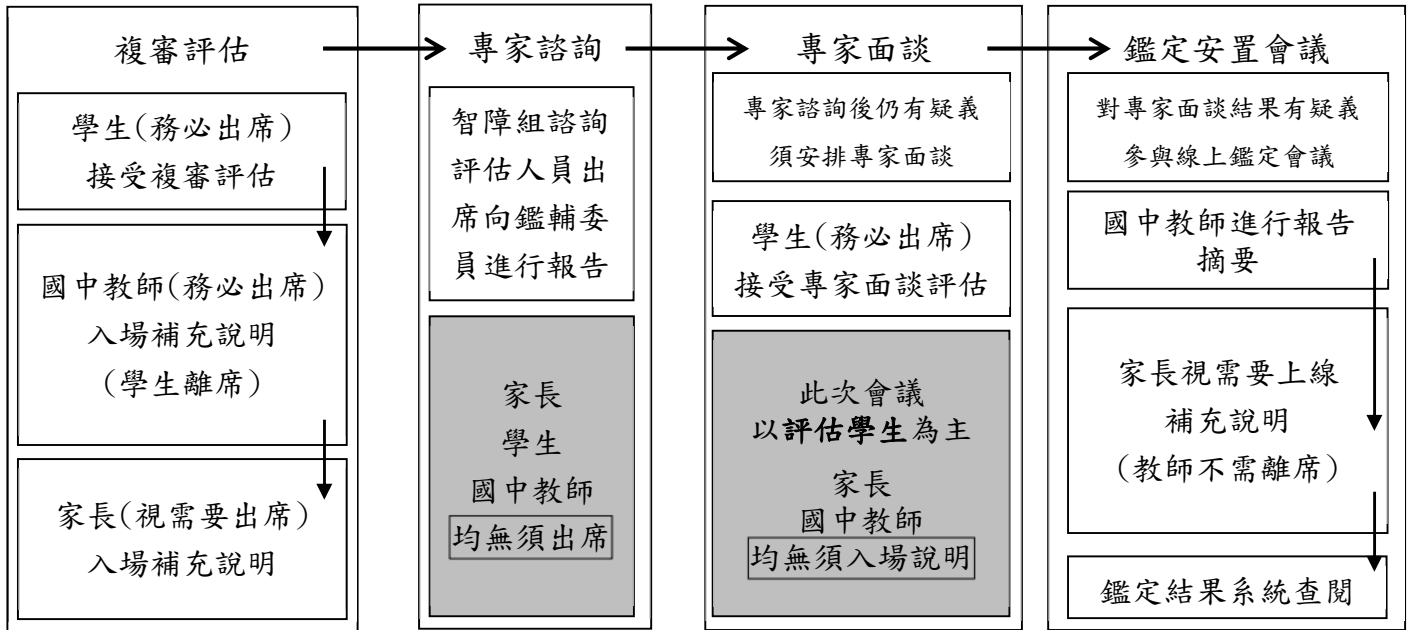 複審評估
學生(務必出席)
接受複審評估
國中教師(務必出席)
入場補充說明
(學生離席)
家長(視需要出席)
入場補充說明
專家諮詢
智障組諮詢
評估人員出
席向鑑輔委
員進行報告
家長
學生
國中教師
均無須出席
專家面談
專家諮詢後仍有疑義
須安排專家面談
學生(務必出席)
接受專家面談評估
此次會議
以評估學生為主
家長
國中教師
均無須入場說明
鑑定安置會議
對專家面談結果有疑義
參與線上鑑定會議
國中教師進行報告
摘要
家長視需要上線
補充說明
(教師不需離席)
鑑定結果系統查閱